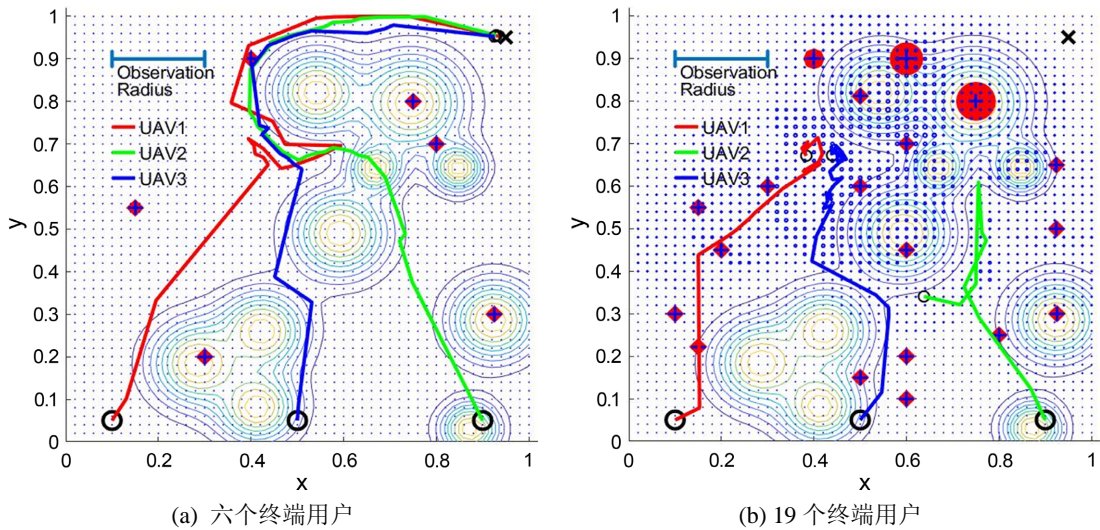 1
0.9
0.8
0.7
0.6
0.5
0.4
0.3
0.2
0.1
0
y
Observation
Radius
UAV1
UAV2
UAV3
0 0.2 0.4 0.6 0.8 1
x
(a) 六个终端用户
1
0.9
0.8
0.7
0.6
0.5
0.4
0.3
0.2
0.1
0
y
Observation
Radius
UAV1
UAV2
UAV3
0 0.2 0.4 0.6 0.8 1
x
(b) 19 个终端用户